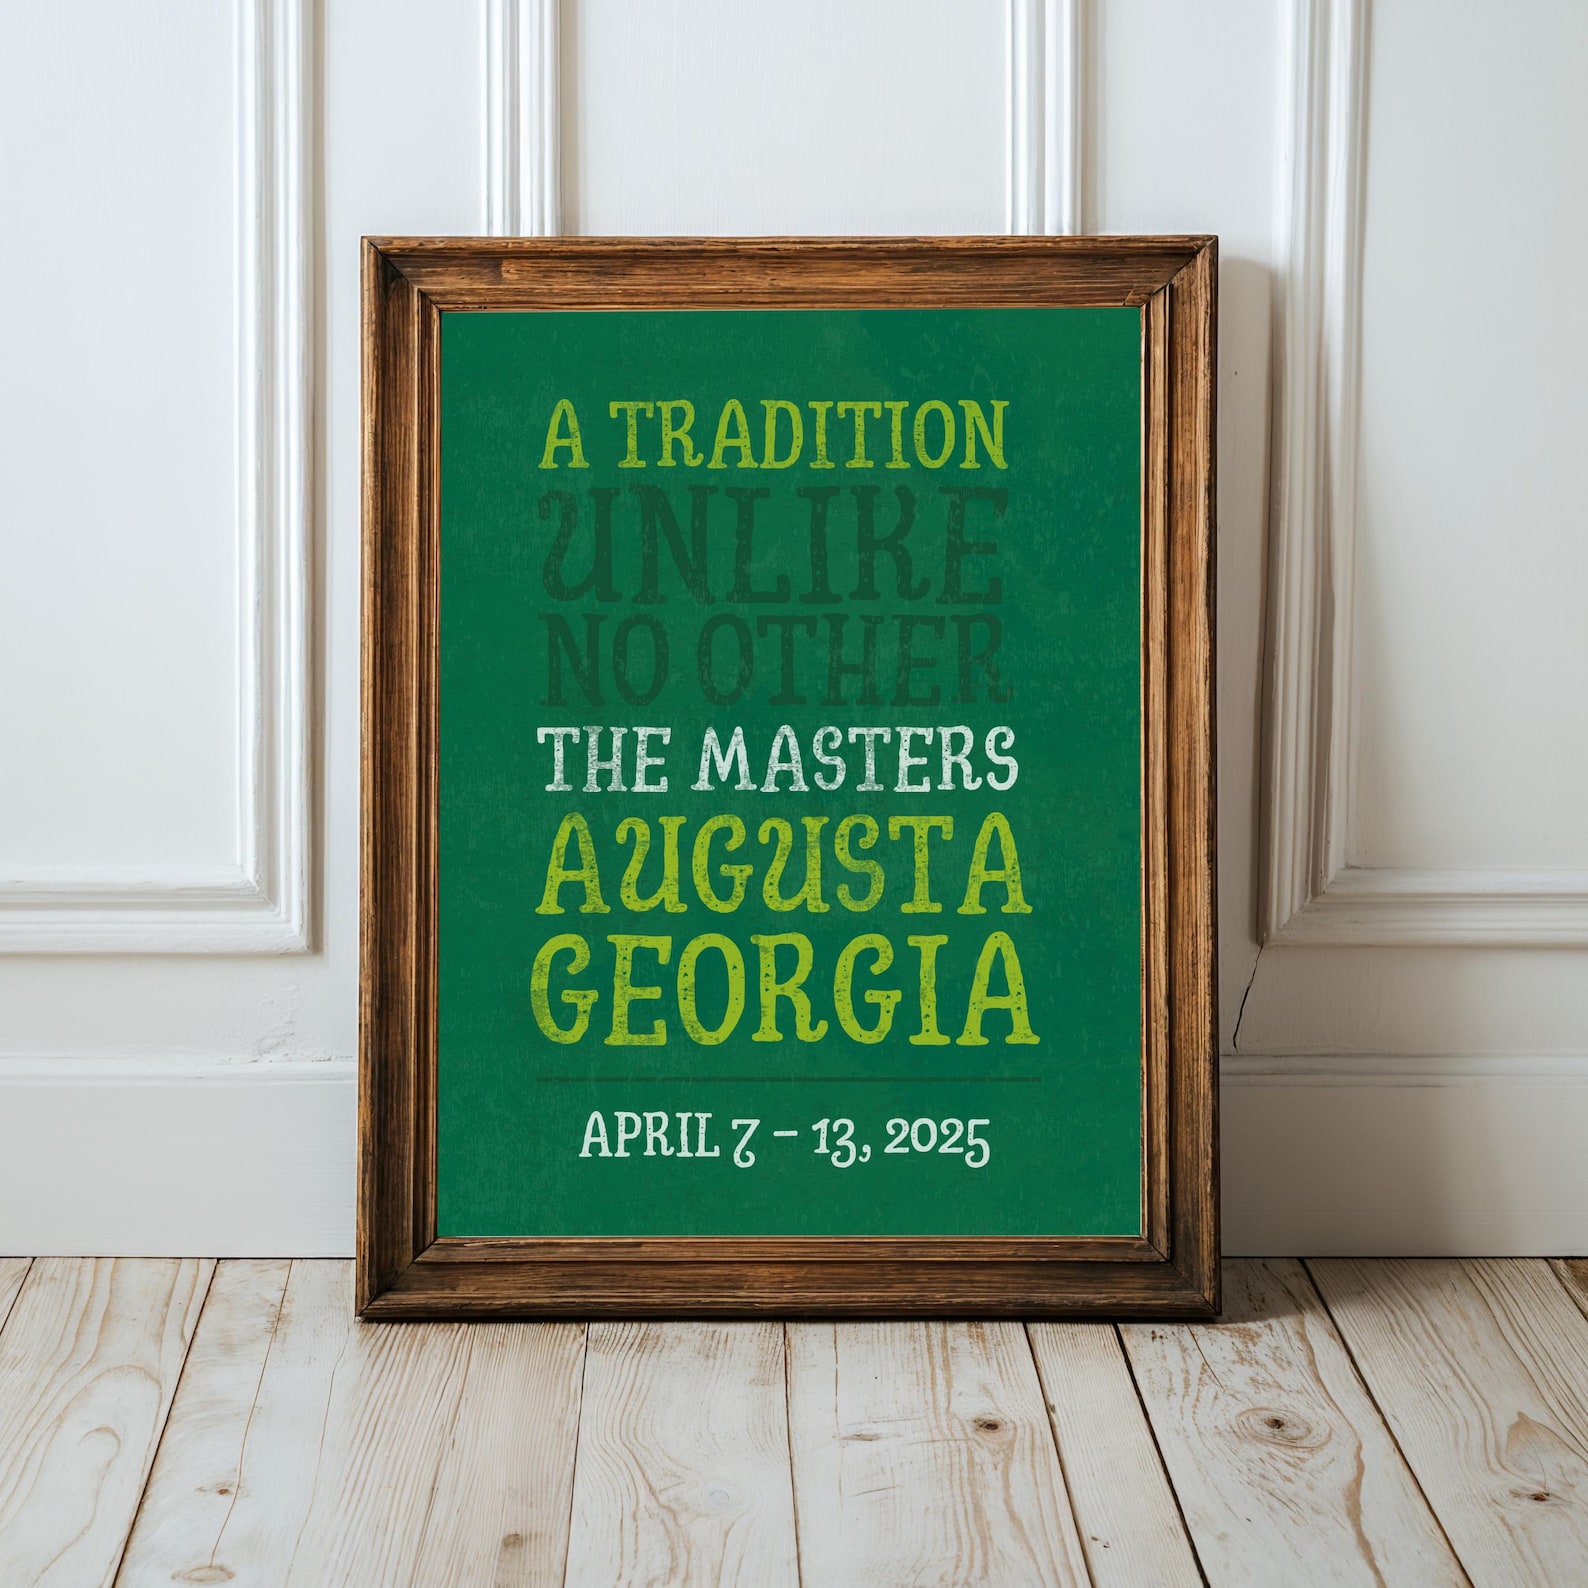 A TRADITION
UNLIKE
NO OTHER
THE MASTERS
AUGUSTA
GEORGIA
APRIL 7 – 13, 2025